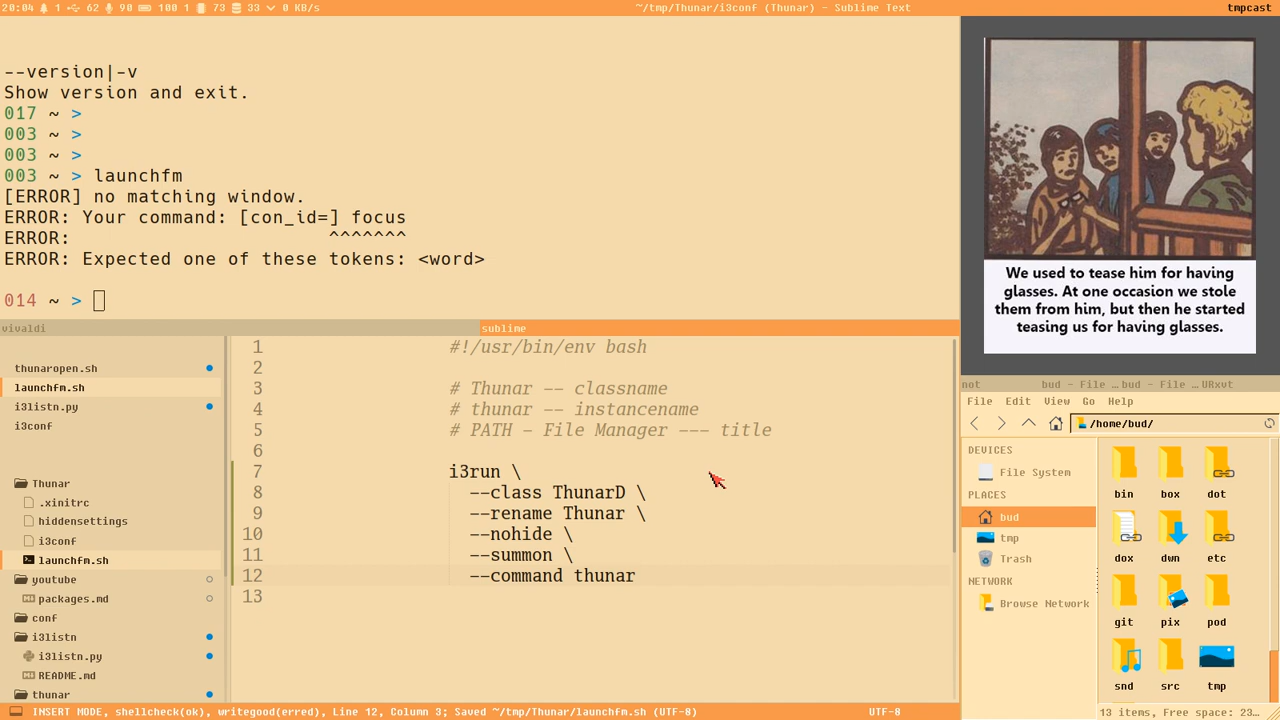 20:04 1 62 90 100 1 73 33 0 KB/s
~/tmp/Thunar/i3conf (Thunar) - Sublime Text
tmpcast
--version|-v
Show version and exit.
017 ~ >
003 ~ >
003 ~ >
003 ~ > launchfm
[ERROR] no matching window.
ERROR: Your command: [con_id=] focus
ERROR:                         ^^^^^^^
ERROR: Expected one of these tokens: <word>
014 ~ >
vivaldi
sublime
thunaropen.sh
launchfm.sh
i3listn.py
i3conf
Thunar
.xinitrc
hiddensettings
i3conf
launchfm.sh
youtube
packages.md
conf
i3listn
i3listn.py
README.md
thunar
1 #!/usr/bin/env bash
2
3 # Thunar -- classname
4 # thunar -- instancename
5 # PATH - File Manager --- title
6
7 i3run \
8 --class ThunarD \
9 --rename Thunar \
10 --nohide \
11 --summon \
12 --command thunar
13
INSERT MODE, shellcheck(ok), writegood(erred), Line 12, Column 3; Saved ~/tmp/Thunar/launchfm.sh (UTF-8)
UTF-8
We used to tease him for having
glasses. At one occasion we stole
them from him, but then he started
teasing us for having glasses.
not
bud - File …
bud - File …
URxvt
File Edit View Go Help
/home/bud/
DEVICES
File System
PLACES
bud
tmp
Trash
NETWORK
Browse Network
bin box dot
dox dwn etc
git pix pod
snd src tmp
13 items, Free space: 23…